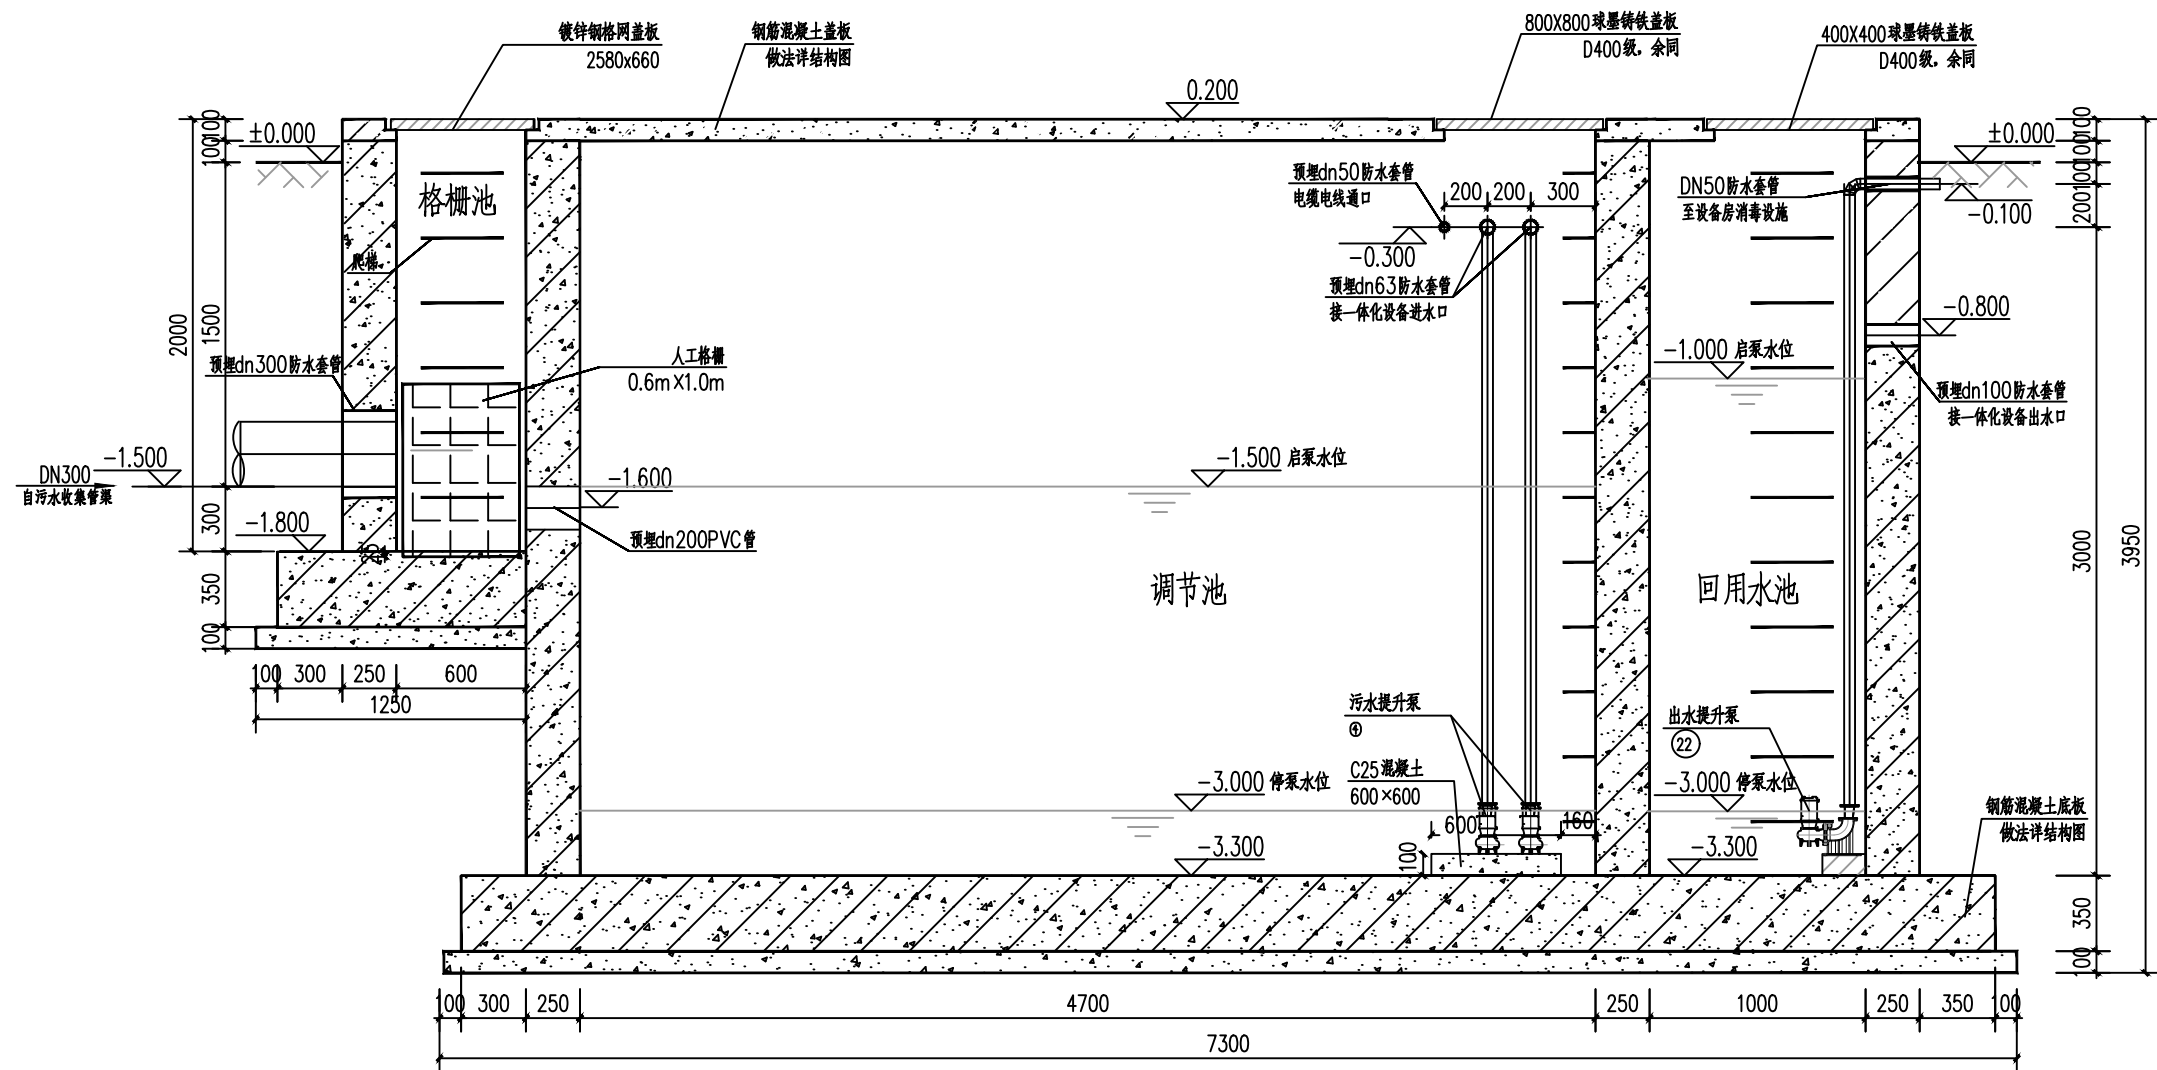 镀锌钢格网盖板
2580x660
钢筋混凝土盖板
做法详结构图
800X800球墨铸铁盖板
D400级，余同
400X400球墨铸铁盖板
D400级，余同
0.200
±0.000
±0.000
100
100
2000
1500
300
350
100
格栅池
爬梯
预埋dn300防水套管
人工格栅
0.6m×1.0m
DN300
自污水收集管渠
-1.500
-1.800
-1.600
预埋dn200PVC管
100
300
250
600
1250
预埋dn50防水套管
电缆电线通口
200
200
300
-0.300
预埋dn63防水套管
接一体化设备进水口
DN50防水套管
至设备房消毒设施
-0.100
-0.800
-1.000 启泵水位
预埋dn100防水套管
接一体化设备出水口
-1.500 启泵水位
调节池
回用水池
污水提升泵
④
出水提升泵
22
C25混凝土
600×600
-3.000 停泵水位
-3.000 停泵水位
600
160
100
-3.300
-3.300
钢筋混凝土底板
做法详结构图
100
100
100
200
3000
350
100
3950
100
300
250
4700
250
1000
250
350
100
7300